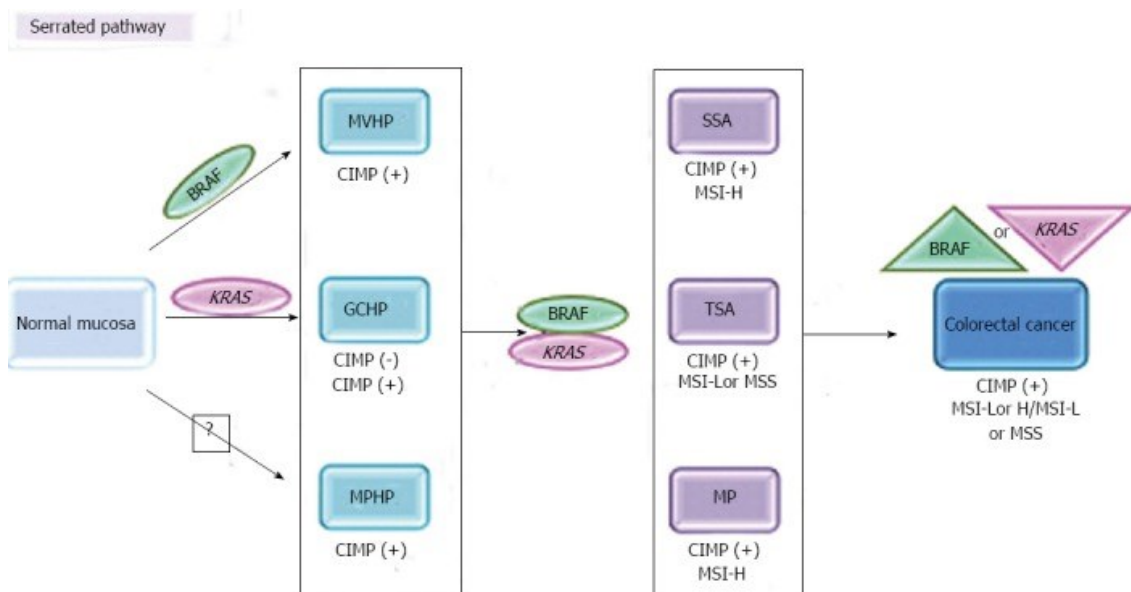 Serrated pathway
Normal mucosa
BRAF
KRAS
?
MVHP
CIMP (+)
GCHP
CIMP (-)
CIMP (+)
MPHP
CIMP (+)
BRAF
KRAS
SSA
CIMP (+)
MSI-H
TSA
CIMP (+)
MSI-Lor MSS
MP
CIMP (+)
MSI-H
BRAF
or
KRAS
Colorectal cancer
CIMP (+)
MSI-Lor H/MSI-L
or MSS